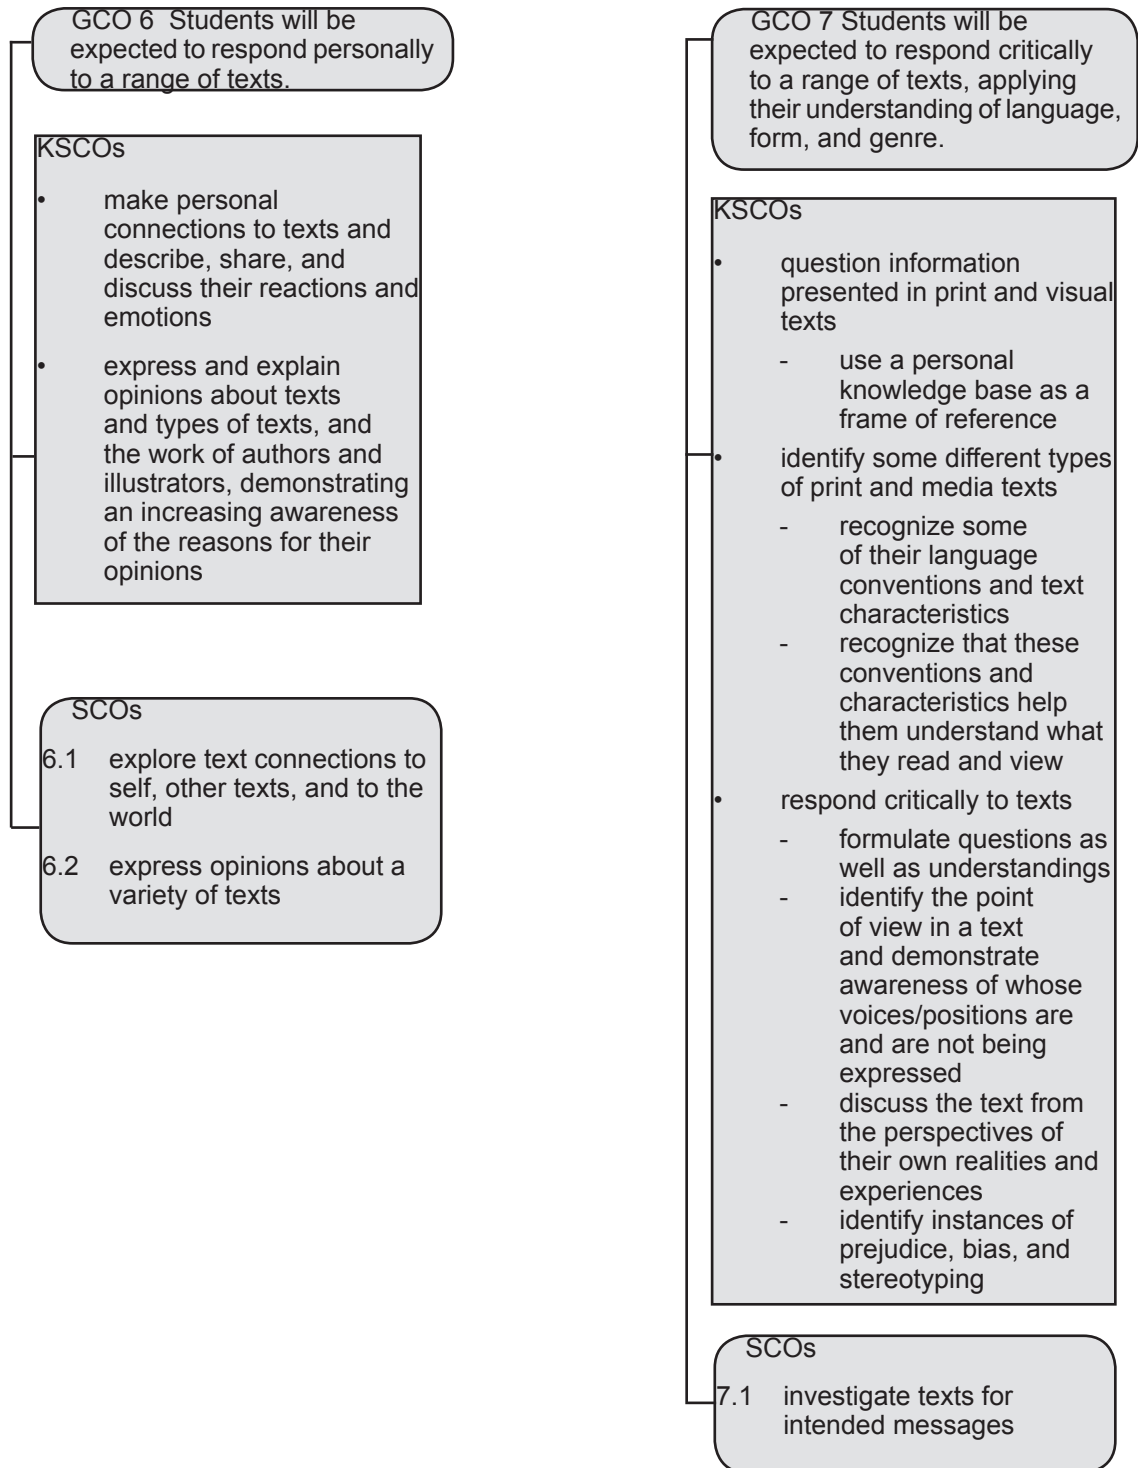 GCO 6  Students will be
expected to respond personally
to a range of texts.
KSCOs
• make personal
connections to texts and
describe, share, and
discuss their reactions and
emotions
• express and explain
opinions about texts
and types of texts, and
the work of authors and
illustrators, demonstrating
an increasing awareness
of the reasons for their
opinions
SCOs
6.1 explore text connections to
self, other texts, and to the
world
6.2 express opinions about a
variety of texts
GCO 7 Students will be
expected to respond critically
to a range of texts, applying
their understanding of language,
form, and genre.
KSCOs
• question information
presented in print and visual
texts
- use a personal
knowledge base as a
frame of reference
• identify some different types
of print and media texts
- recognize some
of their language
conventions and text
characteristics
- recognize that these
conventions and
characteristics help
them understand what
they read and view
• respond critically to texts
- formulate questions as
well as understandings
- identify the point
of view in a text
and demonstrate
awareness of whose
voices/positions are
and are not being
expressed
- discuss the text from
the perspectives of
their own realities and
experiences
- identify instances of
prejudice, bias, and
stereotyping
SCOs
7.1 investigate texts for
intended messages